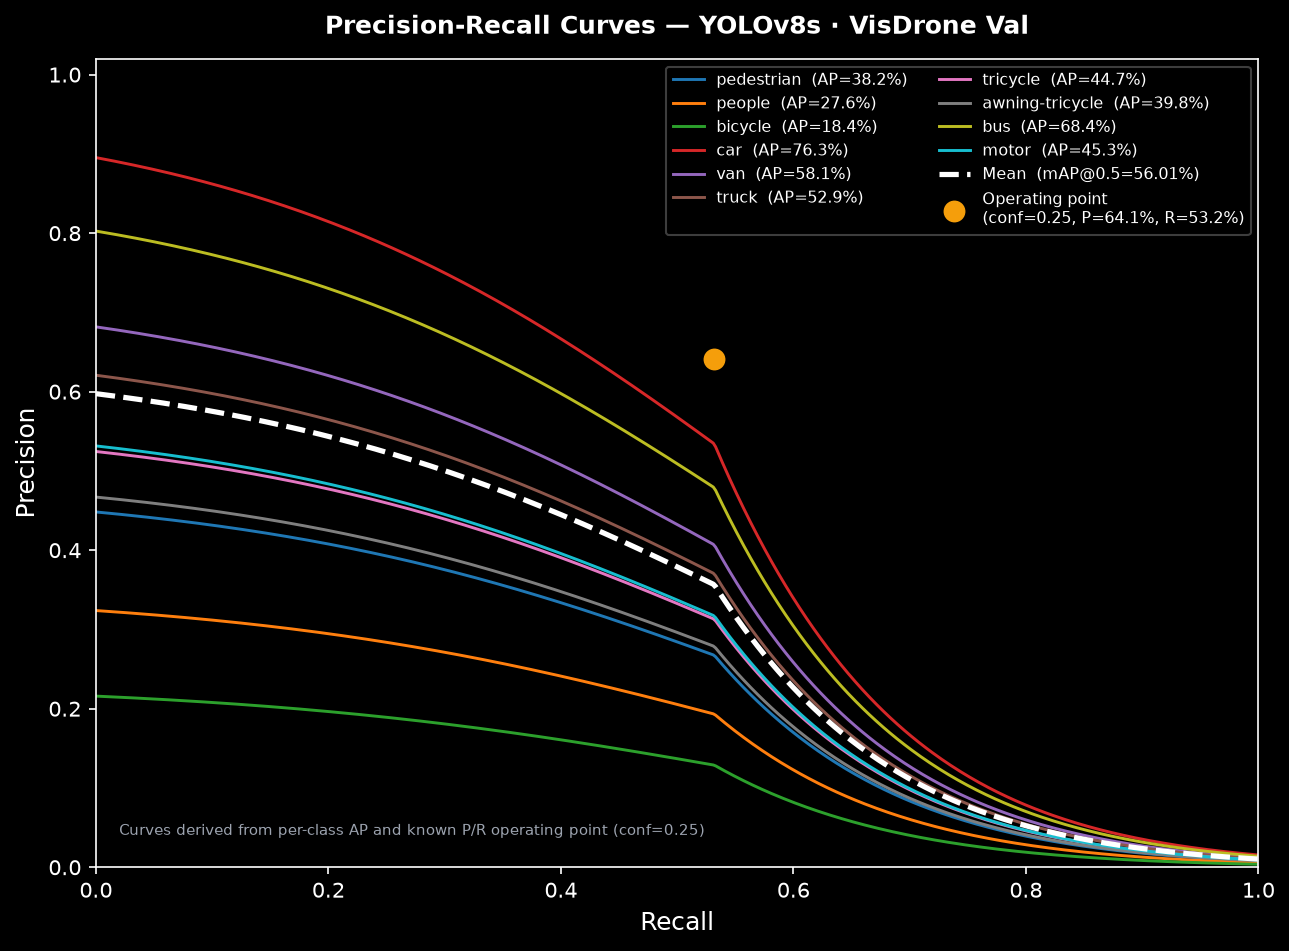 Precision-Recall Curves — YOLOv8s · VisDrone Val
pedestrian (AP=38.2%)
people (AP=27.6%)
bicycle (AP=18.4%)
car (AP=76.3%)
van (AP=58.1%)
truck (AP=52.9%)
tricycle (AP=44.7%)
awning-tricycle (AP=39.8%)
bus (AP=68.4%)
motor (AP=45.3%)
Mean (mAP@0.5=56.01%)
Operating point
(conf=0.25, P=64.1%, R=53.2%)
Precision
1.0
0.8
0.6
0.4
0.2
0.0
Curves derived from per-class AP and known P/R operating point (conf=0.25)
0.0
0.2
0.4
0.6
0.8
1.0
Recall